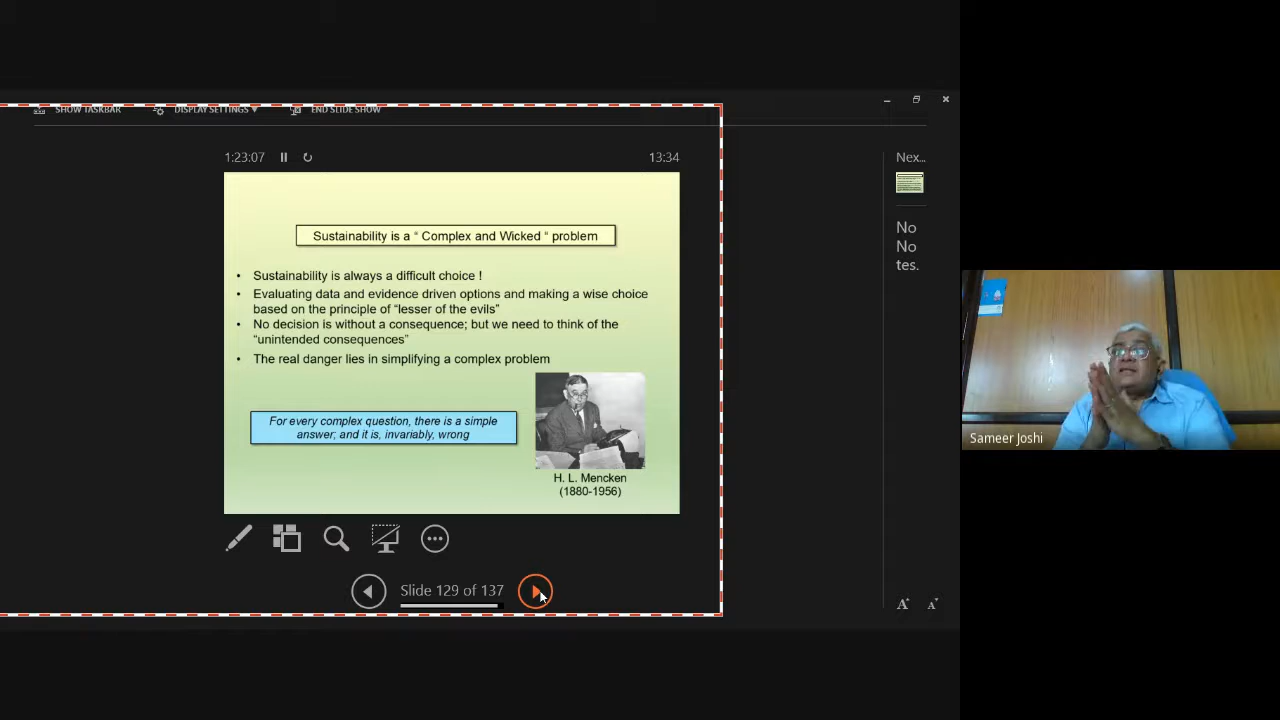 SHOW TASKBAR DISPLAY SETTINGS ▾ END SLIDE SHOW
1:23:07 13:34
Nex...
No
No
tes.
Sustainability is a “ Complex and Wicked “ problem
• Sustainability is always a difficult choice !
• Evaluating data and evidence driven options and making a wise choice
based on the principle of “lesser of the evils”
• No decision is without a consequence; but we need to think of the
“unintended consequences”
• The real danger lies in simplifying a complex problem
For every complex question, there is a simple
answer; and it is, invariably, wrong
H. L. Mencken
(1880-1956)
Slide 129 of 137
A A
Sameer Joshi